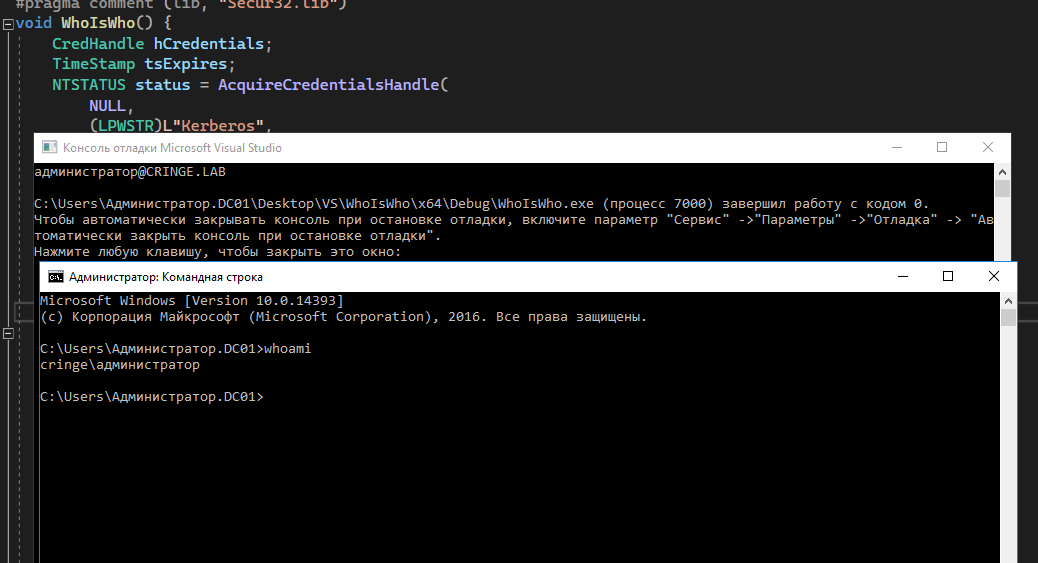 #pragma comment (lib, "Secur32.lib")
void WhoIsWho() {
CredHandle hCredentials;
TimeStamp tsExpires;
NTSTATUS status = AcquireCredentialsHandle(
NULL,
(LPWSTR)L"Kerberos",
Консоль отладки Microsoft Visual Studio
администратор@CRINGE.LAB
C:\Users\Администратор.DC01\Desktop\VS\WhoIsWho\x64\Debug\WhoIsWho.exe (процесс 7000) завершил работу с кодом 0.
Чтобы автоматически закрывать консоль при остановке отладки, включите параметр "Сервис" ->"Параметры" ->"Отладка" -> "Ав
томатически закрыть консоль при остановке отладки".
Нажмите любую клавишу, чтобы закрыть это окно:
Администратор: Командная строка
Microsoft Windows [Version 10.0.14393]
(c) Корпорация Майкрософт (Microsoft Corporation), 2016. Все права защищены.
C:\Users\Администратор.DC01>whoami
cringe\администратор
C:\Users\Администратор.DC01>